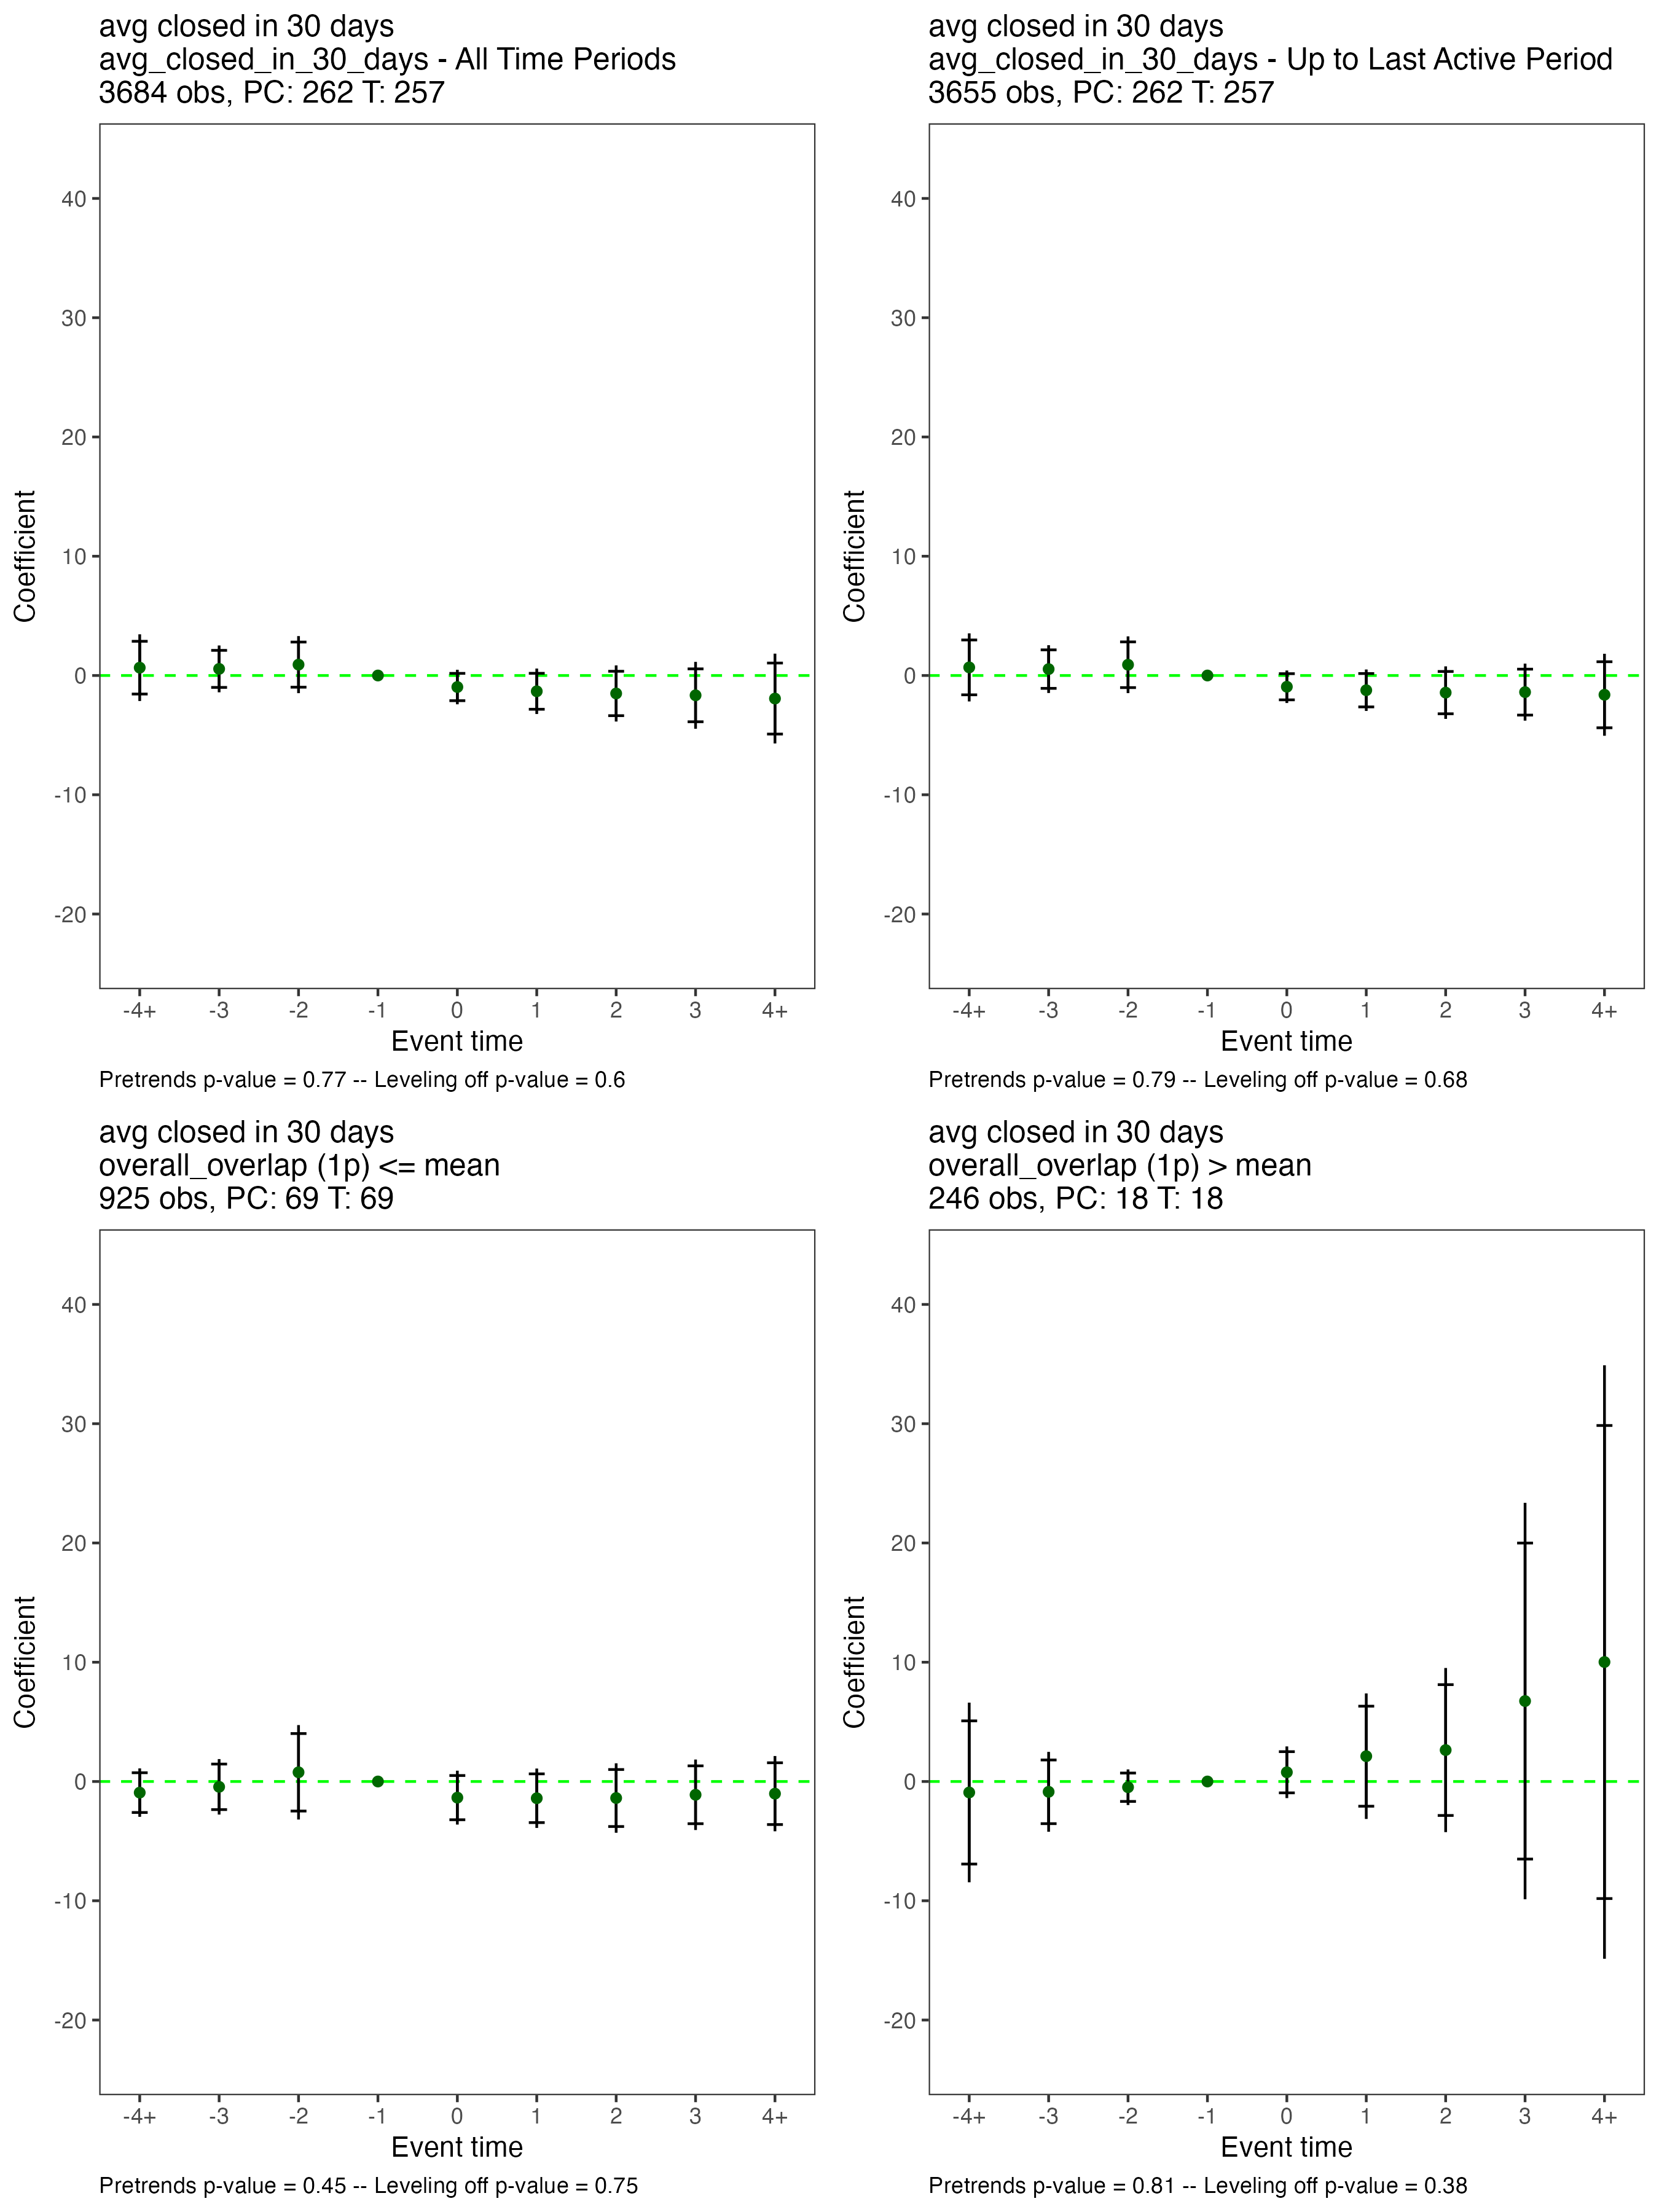 avg closed in 30 days
avg_closed_in_30_days - All Time Periods
3684 obs, PC: 262 T: 257
Coefficient
40
30
20
10
0
-10
-20
-4+ -3 -2 -1 0 1 2 3 4+
Event time
Pretrends p-value = 0.77 -- Leveling off p-value = 0.6
avg closed in 30 days
avg_closed_in_30_days - Up to Last Active Period
3655 obs, PC: 262 T: 257
Coefficient
40
30
20
10
0
-10
-20
-4+ -3 -2 -1 0 1 2 3 4+
Event time
Pretrends p-value = 0.79 -- Leveling off p-value = 0.68
avg closed in 30 days
overall_overlap (1p) <= mean
925 obs, PC: 69 T: 69
Coefficient
40
30
20
10
0
-10
-20
-4+ -3 -2 -1 0 1 2 3 4+
Event time
Pretrends p-value = 0.45 -- Leveling off p-value = 0.75
avg closed in 30 days
overall_overlap (1p) > mean
246 obs, PC: 18 T: 18
Coefficient
40
30
20
10
0
-10
-20
-4+ -3 -2 -1 0 1 2 3 4+
Event time
Pretrends p-value = 0.81 -- Leveling off p-value = 0.38